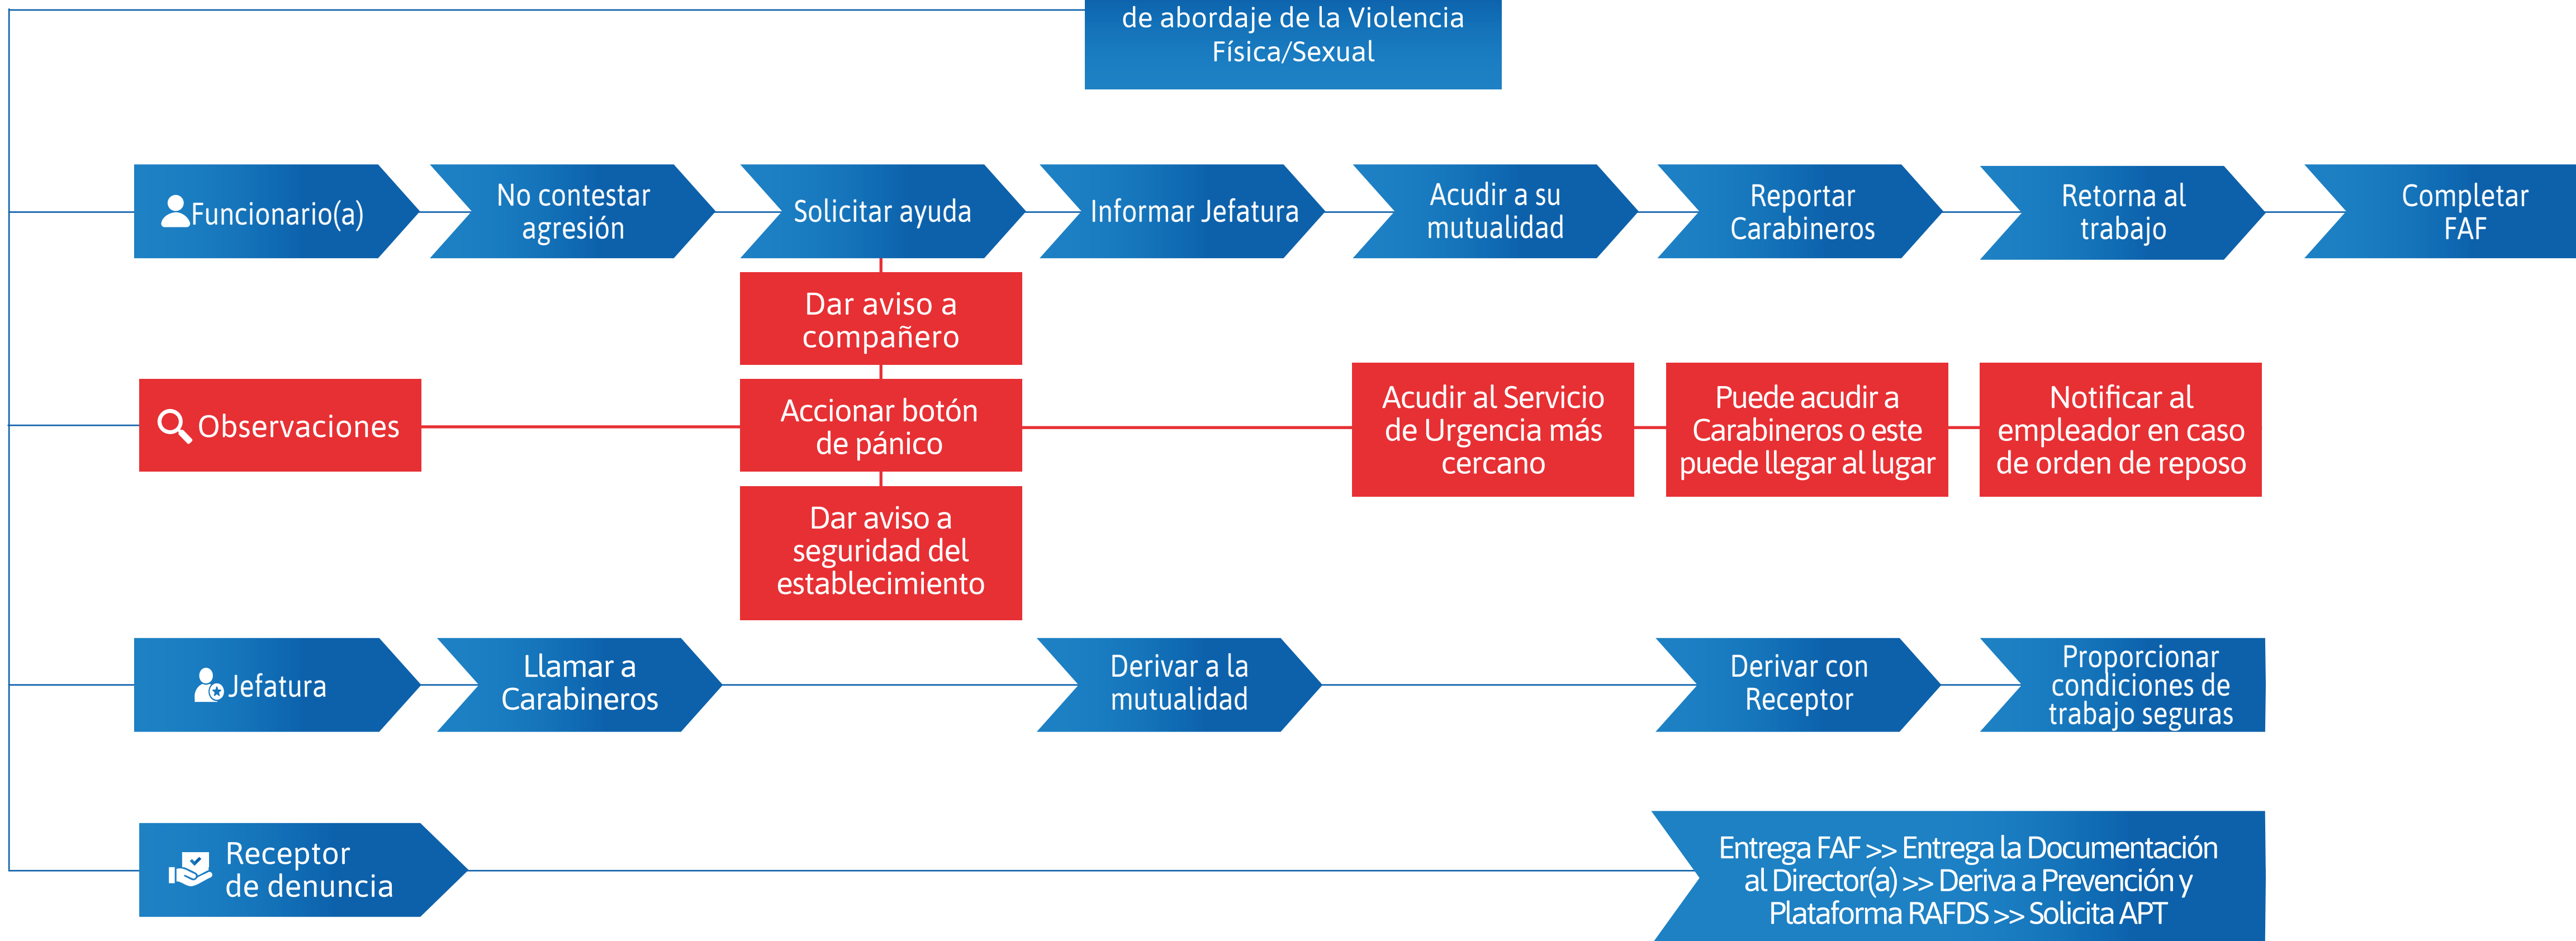 de abordaje de la Violencia
Física/Sexual
Funcionario(a)
No contestar
agresión
Solicitar ayuda
Informar Jefatura
Acudir a su
mutualidad
Reportar
Carabineros
Retorna al
trabajo
Completar
FAF
Dar aviso a
compañero
Observaciones
Accionar botón
de pánico
Dar aviso a
seguridad del
establecimiento
Acudir al Servicio
de Urgencia más
cercano
Puede acudir a
Carabineros o este
puede llegar al lugar
Notificar al
empleador en caso
de orden de reposo
Jefatura
Llamar a
Carabineros
Derivar a la
mutualidad
Derivar con
Receptor
Proporcionar
condiciones de
trabajo seguras
Receptor
de denuncia
Entrega FAF >> Entrega la Documentación
al Director(a) >> Deriva a Prevención y
Plataforma RAFDS >> Solicita APT